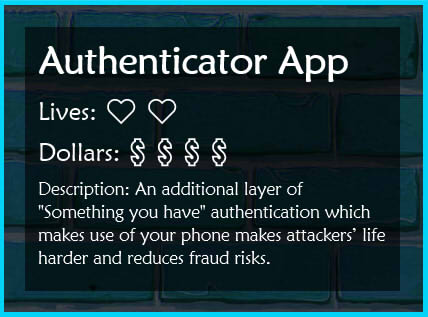 Authenticator App
Lives:
Dollars: $ $ $ $
Description: An additional layer of
"Something you have" authentication which
makes use of your phone makes attackers’ life
harder and reduces fraud risks.